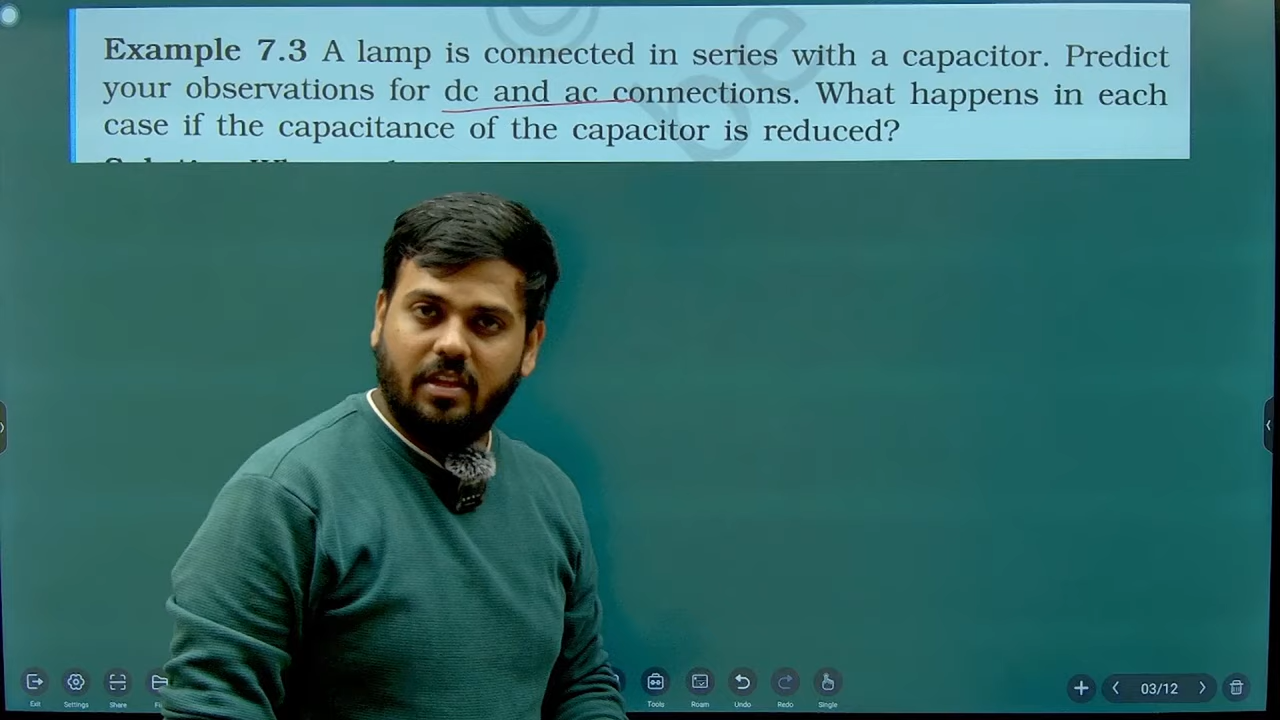 Example 7.3 A lamp is connected in series with a capacitor. Predict
your observations for dc and ac connections. What happens in each
case if the capacitance of the capacitor is reduced?
Exit
Settings
Share
Tools
Roam
Undo
Redo
Single
03/12